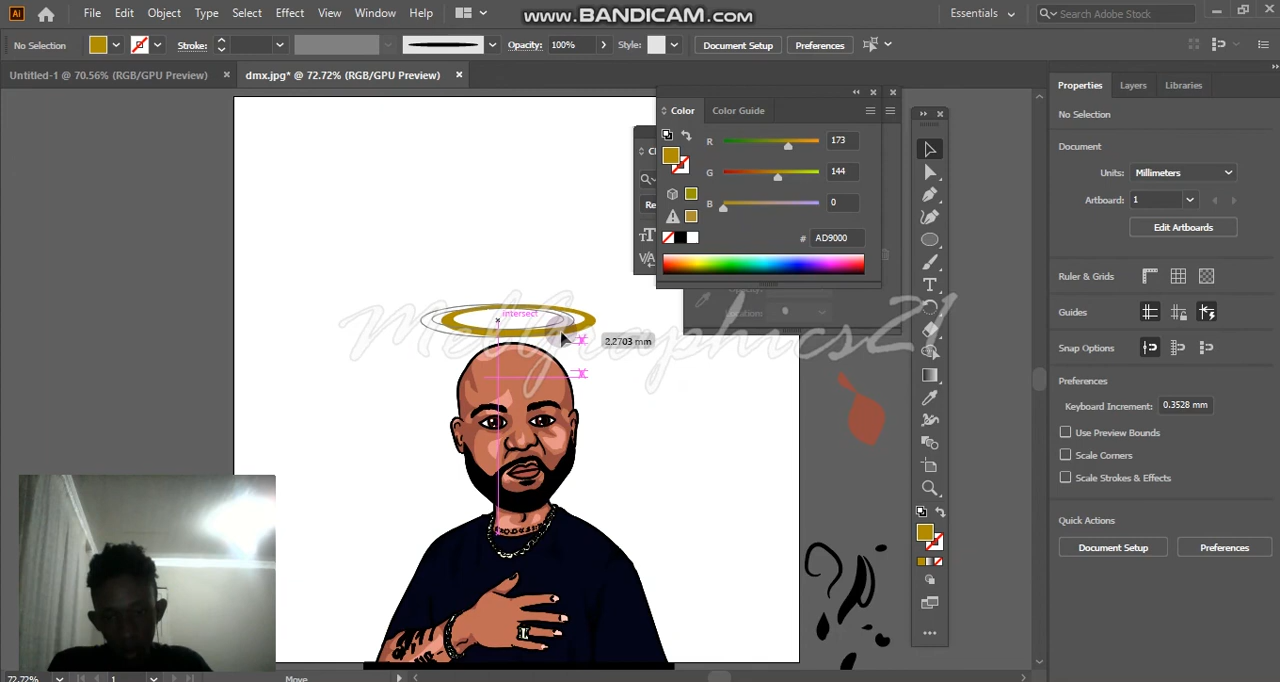 Ai File Edit Object Type Select Effect View Window Help www.BANDICAM.com Essentials Search Adobe Stock
No Selection Stroke: Opacity: 100% Style: Document Setup Preferences
Untitled-1 @ 70.56% (RGB/GPU Preview) × dmx.jpg* @ 72.72% (RGB/GPU Preview) ×
Properties Layers Libraries
No Selection
Document
Units: Millimeters
Artboard: 1
Edit Artboards
Ruler & Grids
Guides
Snap Options
Preferences
Keyboard Increment: 0.3528 mm
Use Preview Bounds
Scale Corners
Scale Strokes & Effects
Quick Actions
Document Setup Preferences
Color Color Guide
R 173
G 144
B 0
# AD9000
intersect
2.2703 mm
MellGraphics21
72.72% 1 Move